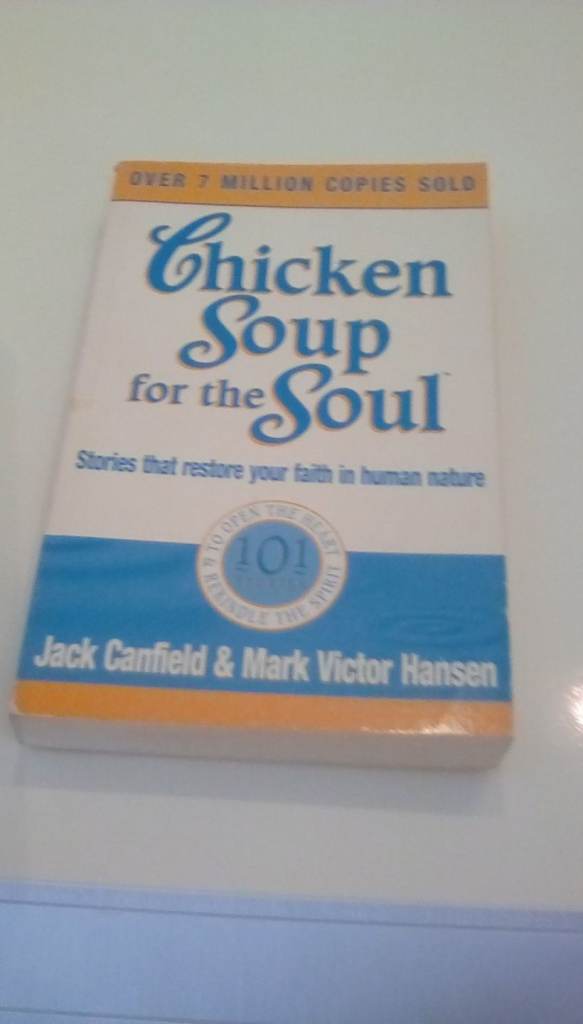 OVER 7 MILLION COPIES SOLD
Chicken
Soup
for the Soul™
Stories that restore your faith in human nature
101
TO OPEN THE HEART
& REKINDLE THE SPIRIT
Jack Canfield & Mark Victor Hansen